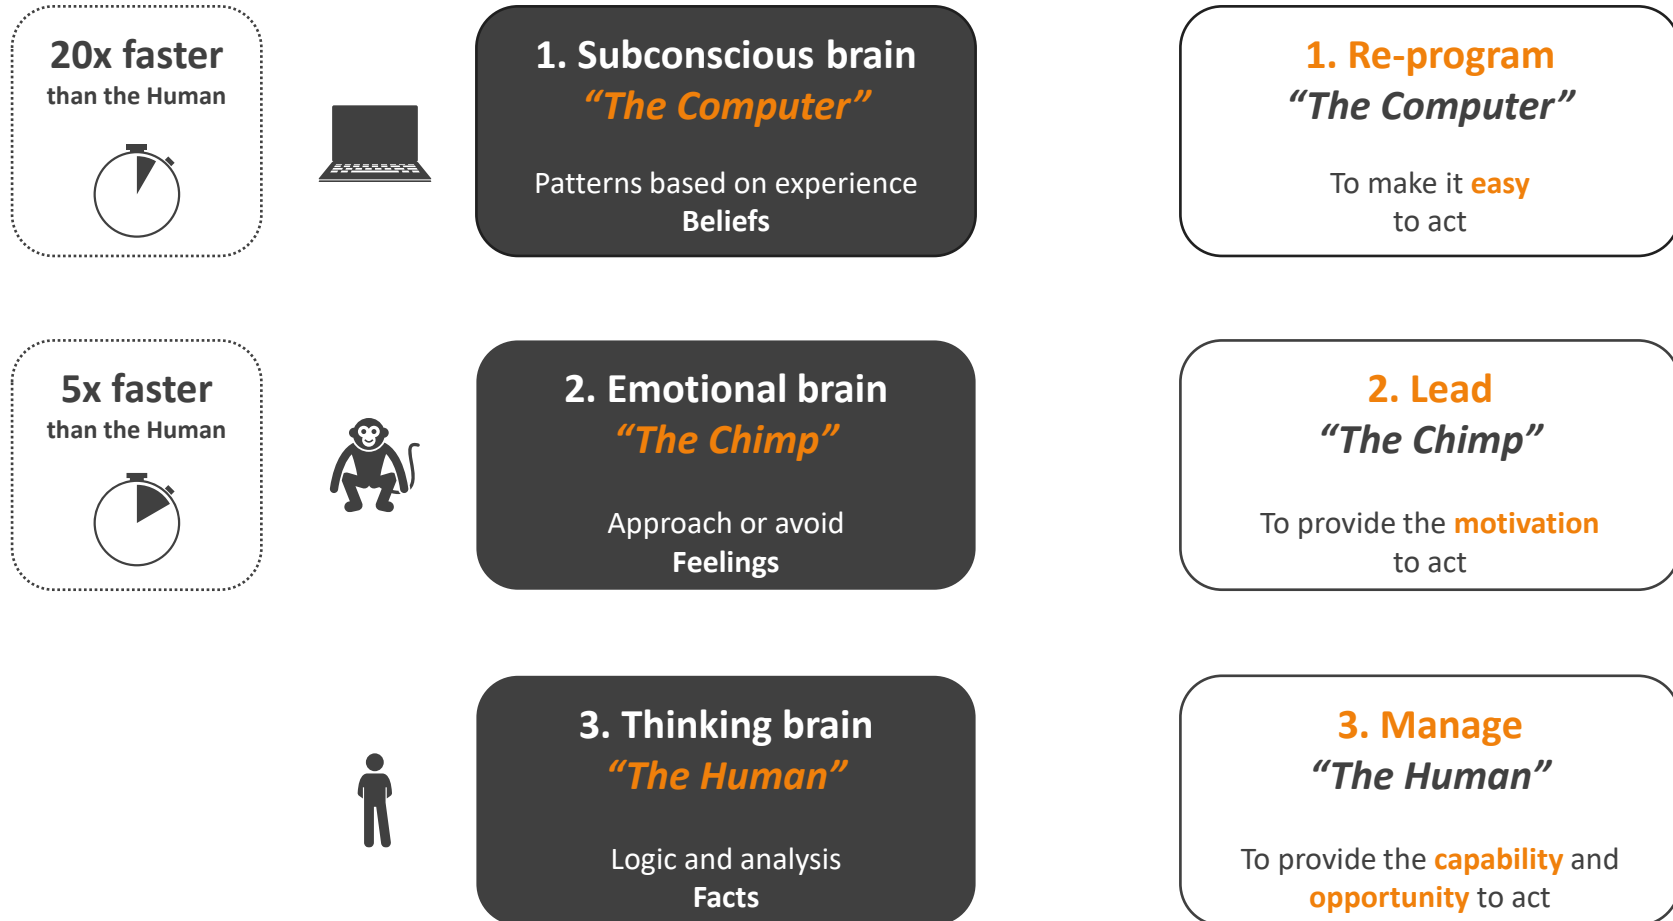 20x faster
than the Human
1. Subconscious brain
“The Computer”
Patterns based on experience
Beliefs
1. Re-program
“The Computer”
To make it easy
to act
5x faster
than the Human
2. Emotional brain
“The Chimp”
Approach or avoid
Feelings
2. Lead
“The Chimp”
To provide the motivation
to act
3. Thinking brain
“The Human”
Logic and analysis
Facts
3. Manage
“The Human”
To provide the capability and
opportunity to act